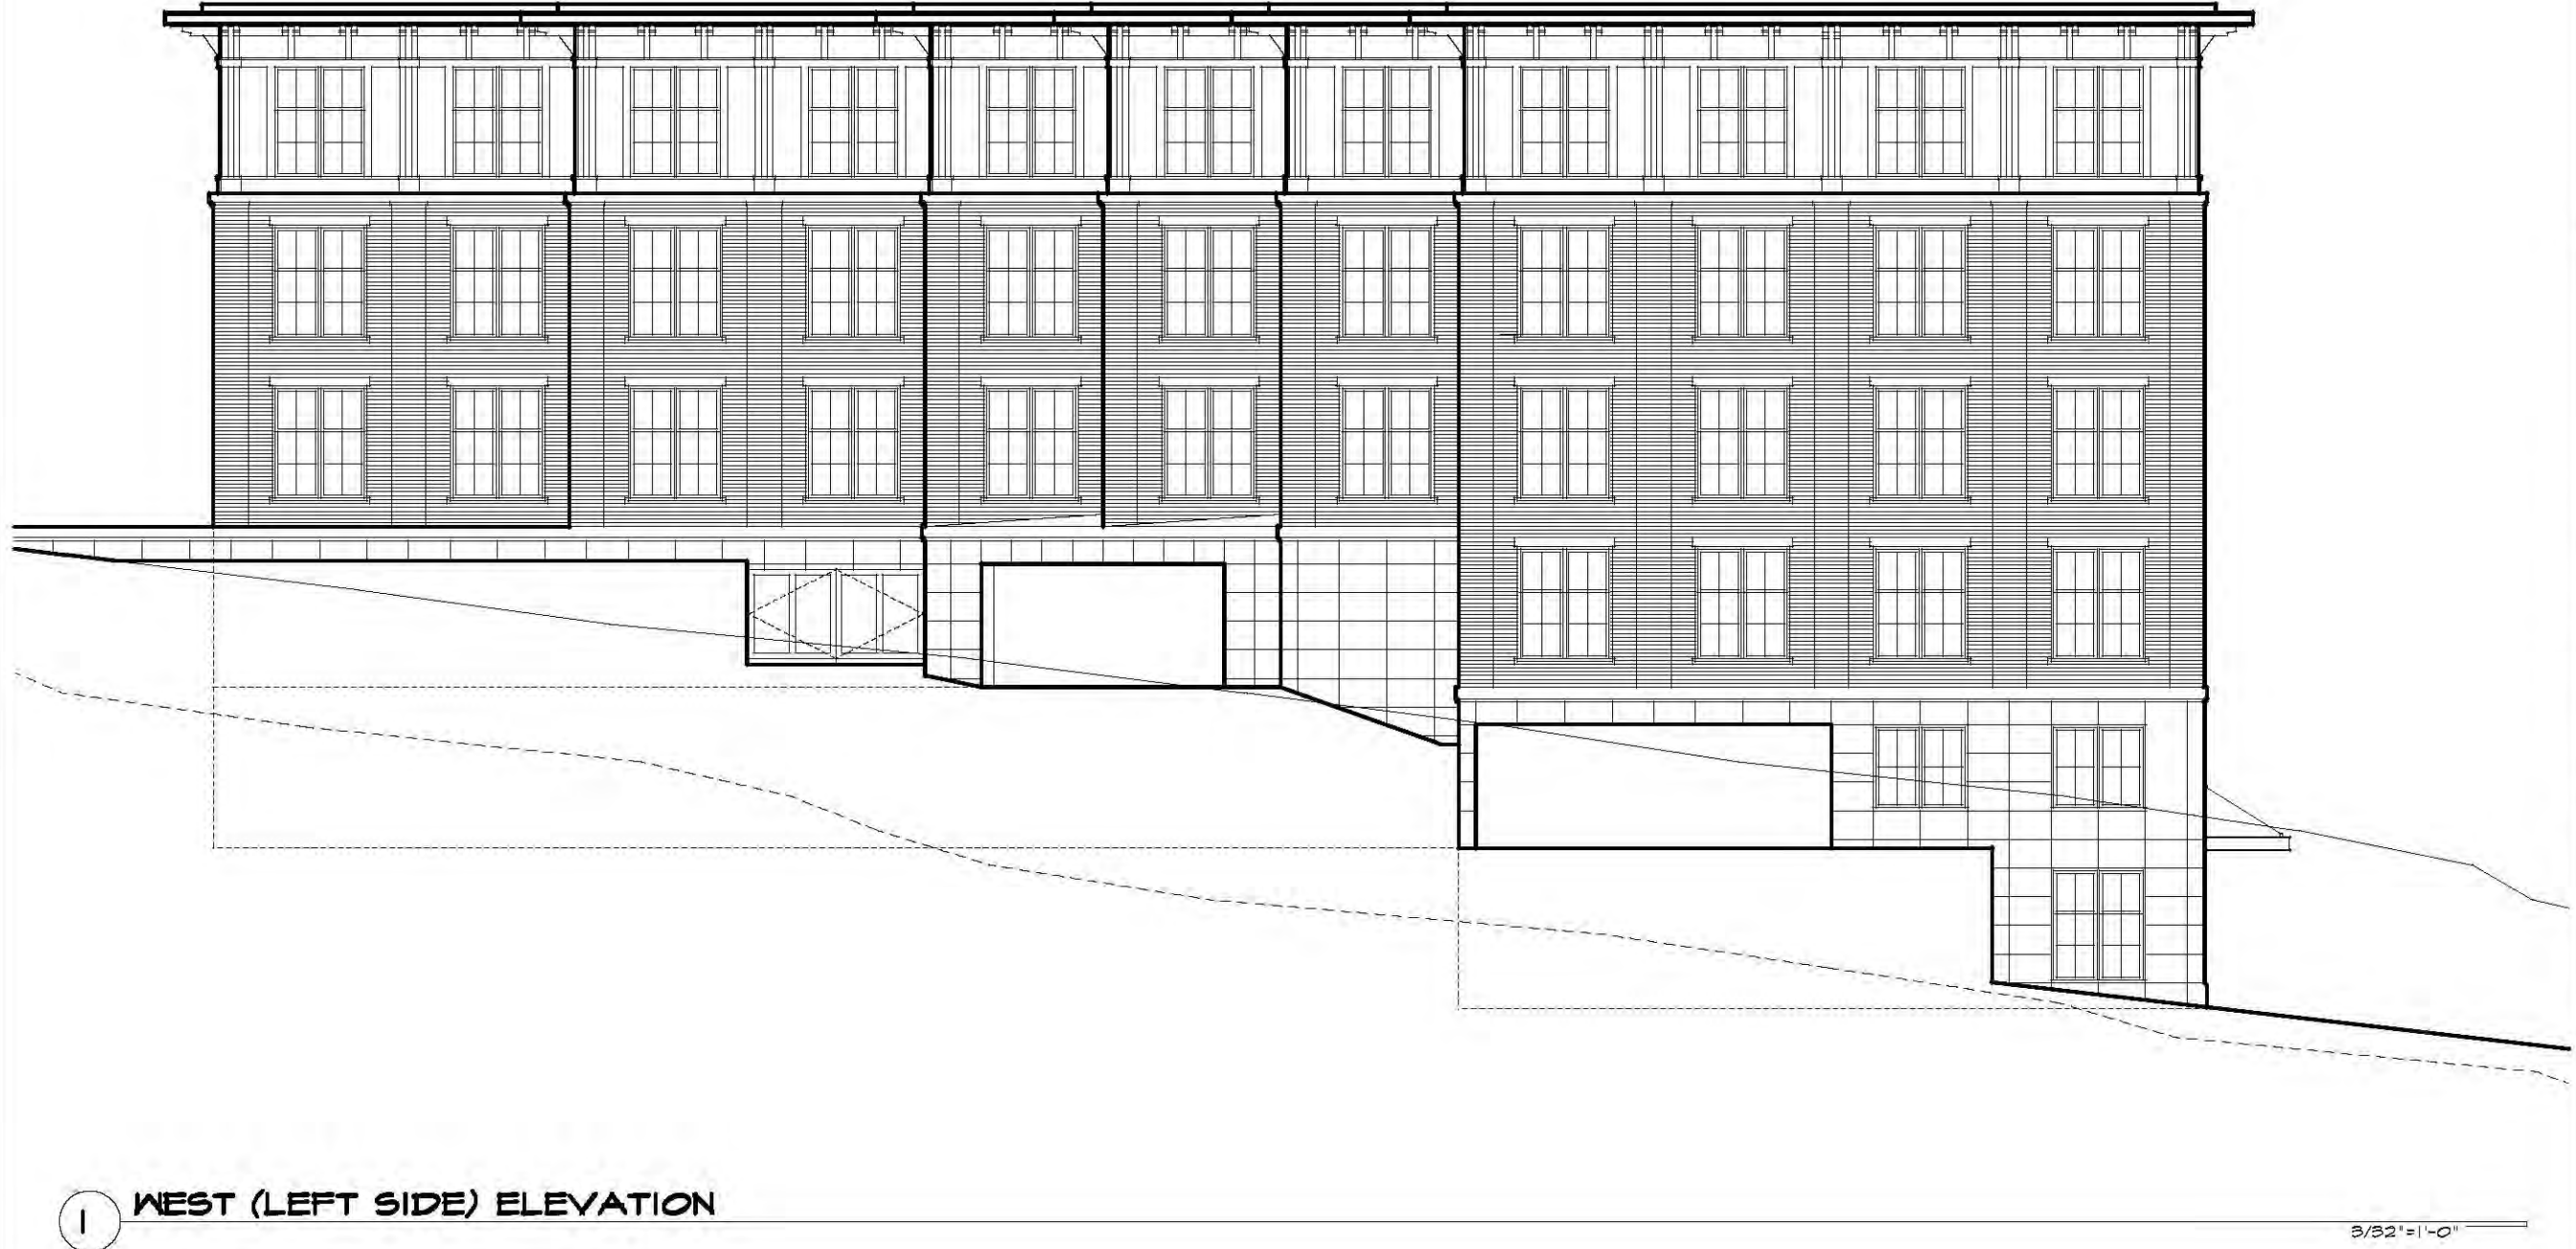 1
WEST (LEFT SIDE) ELEVATION
3/32"=1'-0"